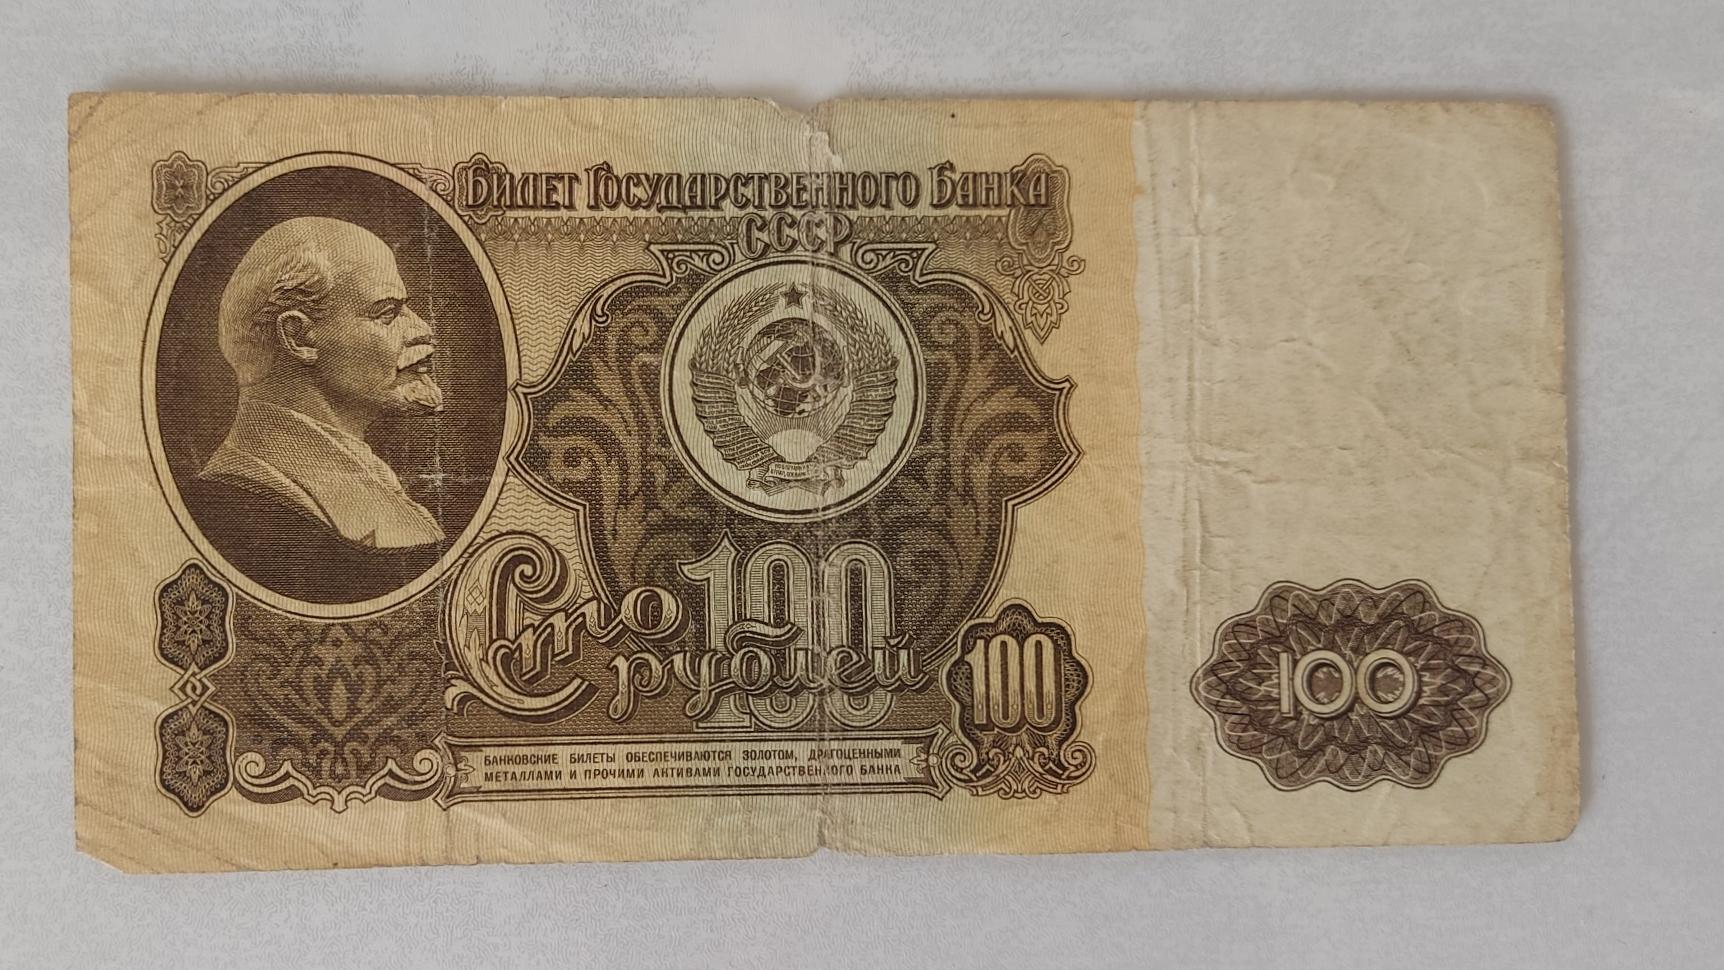 Билет Государственного Банка
СССР
100
Сто
рублей
100
100
БАНКОВСКИЕ БИЛЕТЫ ОБЕСПЕЧИВАЮТСЯ ЗОЛОТОМ, ДРАГОЦЕННЫМИ
МЕТАЛЛАМИ И ПРОЧИМИ АКТИВАМИ ГОСУДАРСТВЕННОГО БАНКА